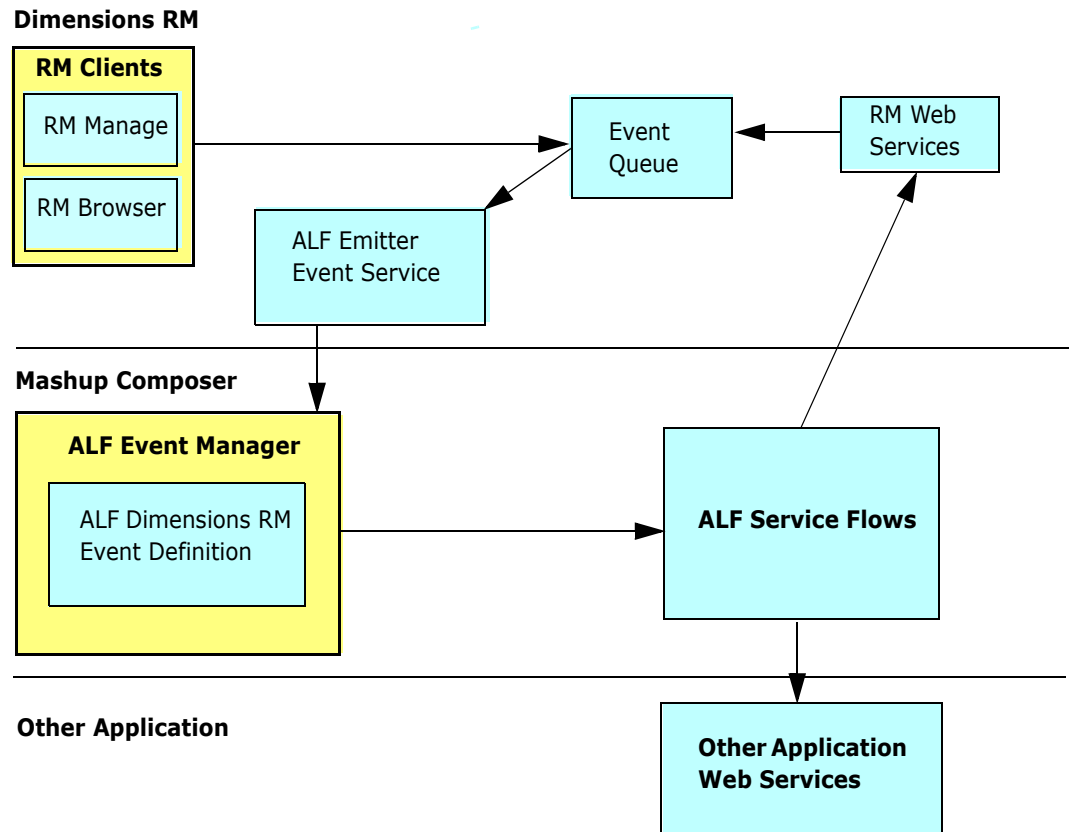 Dimensions RM
RM Clients
RM Manage
RM Browser
Event
Queue
RM Web
Services
ALF Emitter
Event Service
Mashup Composer
ALF Event Manager
ALF Dimensions RM
Event Definition
ALF Service Flows
Other Application
Other Application
Web Services